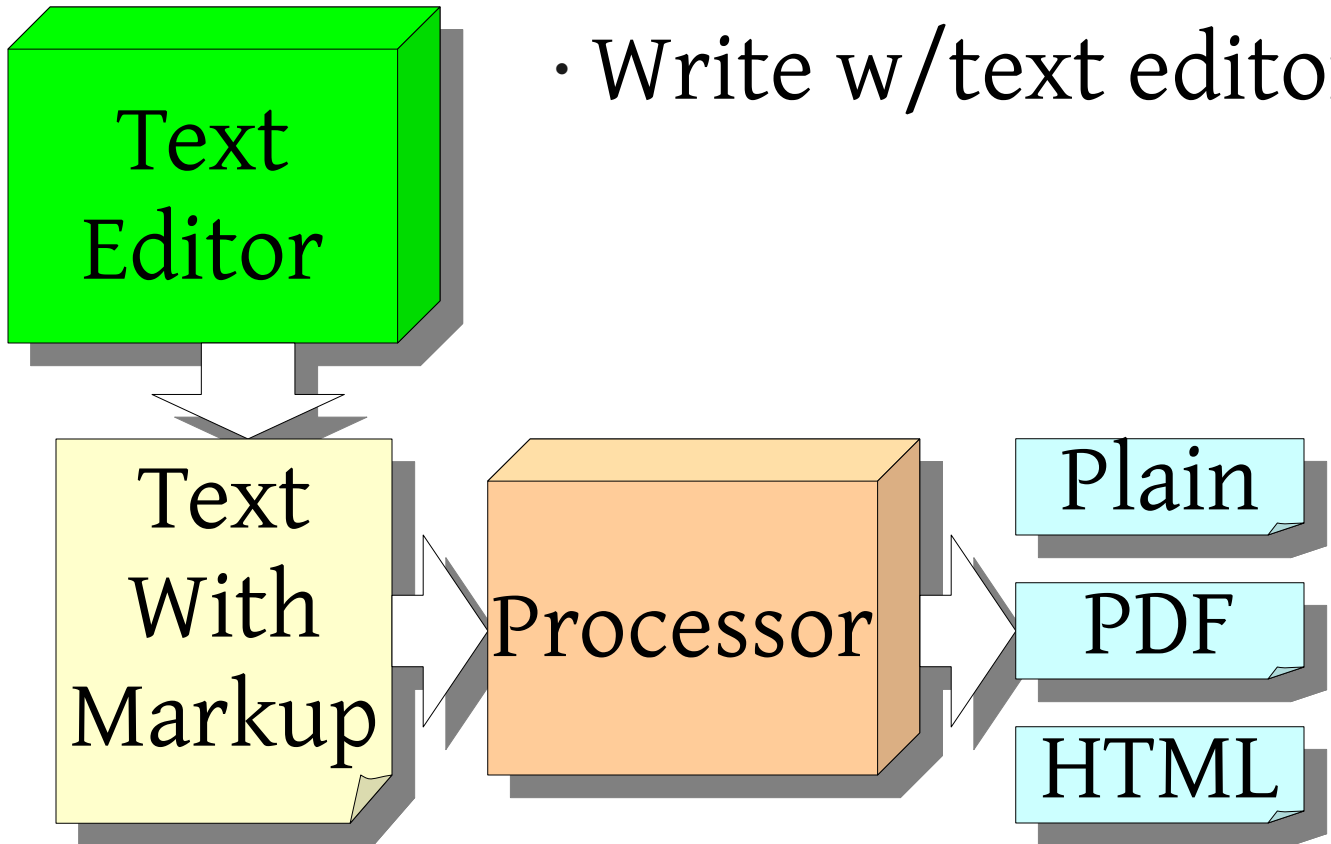 · Write w/text edito
Text
Editor
Text
With
Markup
Processor
Plain
PDF
HTML